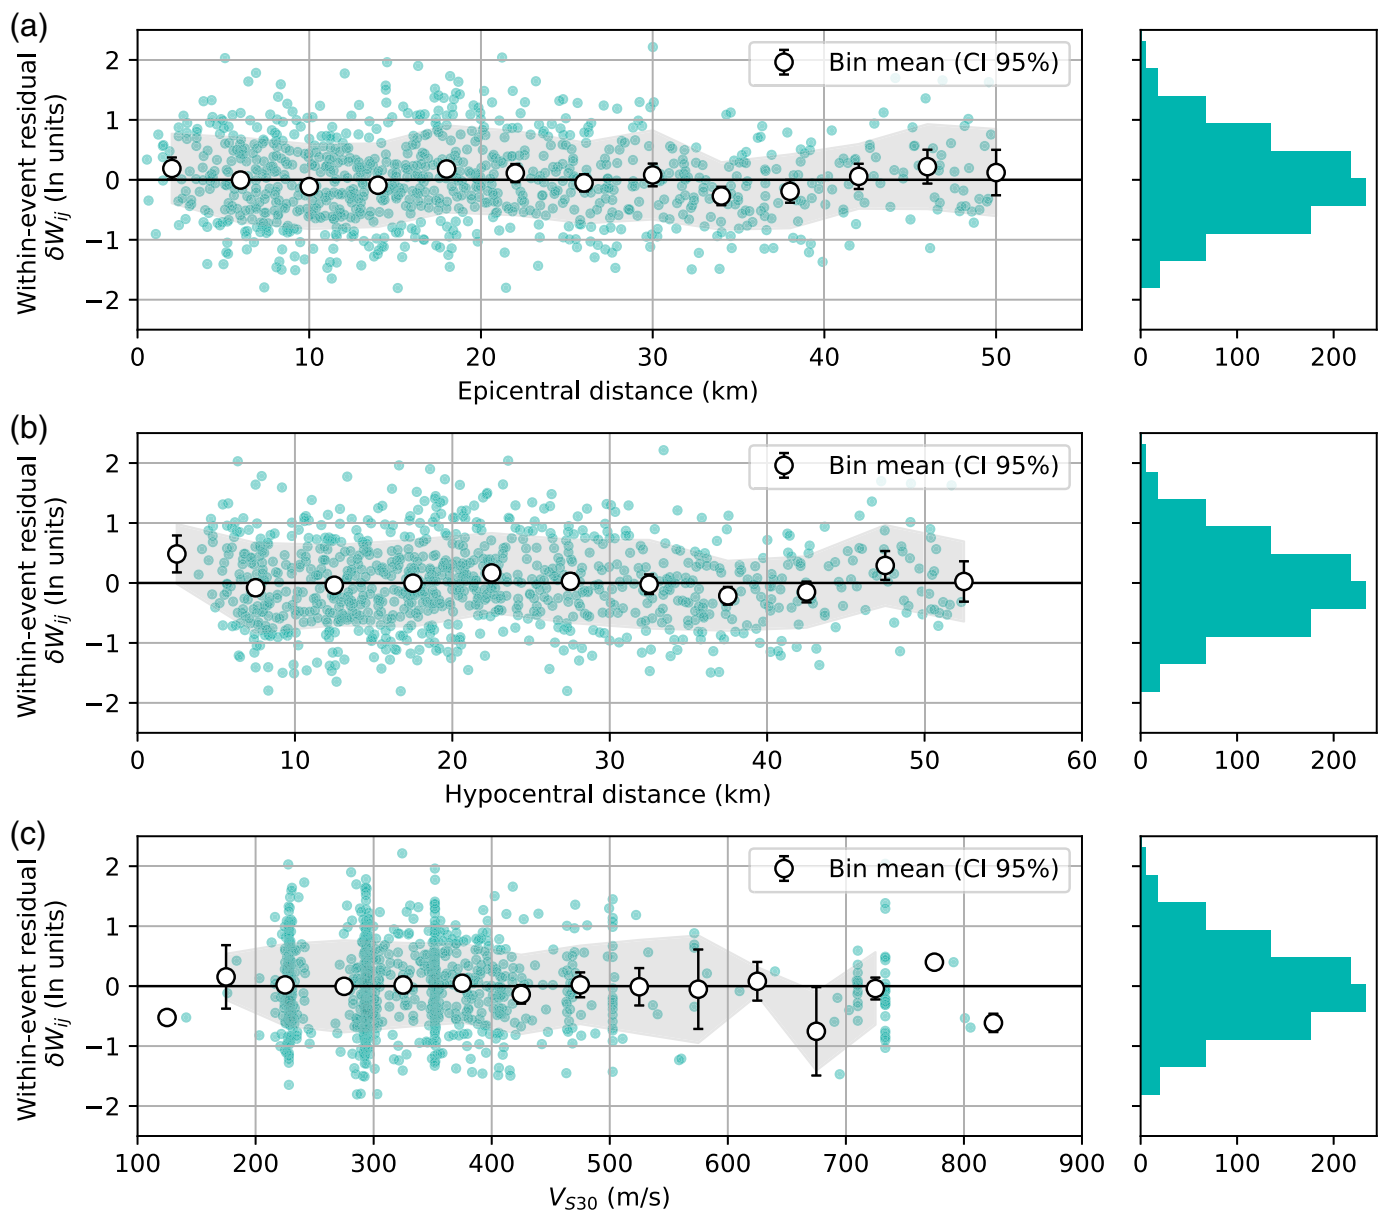 (a)
Within-event residual
δW_ij (ln units)
2
1
0
−1
−2
Bin mean (CI 95%)
0 10 20 30 40 50
Epicentral distance (km)
0 100 200
(b)
Within-event residual
δW_ij (ln units)
2
1
0
−1
−2
Bin mean (CI 95%)
0 10 20 30 40 50 60
Hypocentral distance (km)
0 100 200
(c)
Within-event residual
δW_ij (ln units)
2
1
0
−1
−2
Bin mean (CI 95%)
100 200 300 400 500 600 700 800 900
V_S30 (m/s)
0 100 200